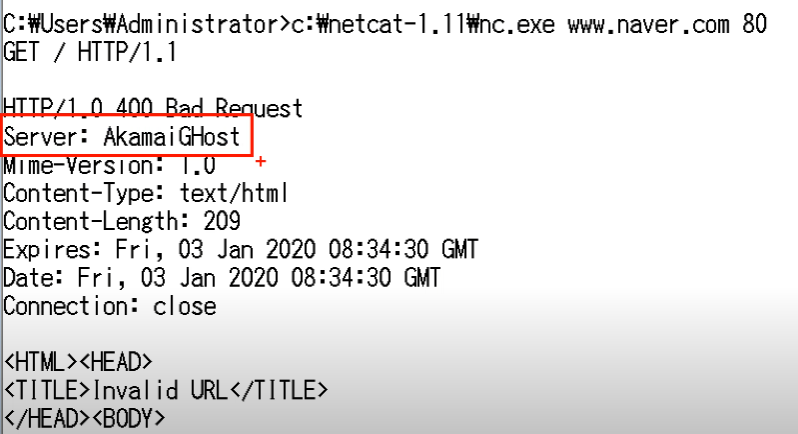 C:₩Users₩Administrator>c:₩netcat-1.11₩nc.exe www.naver.com 80
GET / HTTP/1.1
HTTP/1.0 400 Bad Request
Server: AkamaiGHost
Mime-Version: 1.0
Content-Type: text/html
Content-Length: 209
Expires: Fri, 03 Jan 2020 08:34:30 GMT
Date: Fri, 03 Jan 2020 08:34:30 GMT
Connection: close
<HTML><HEAD>
<TITLE>Invalid URL</TITLE>
</HEAD><BODY>